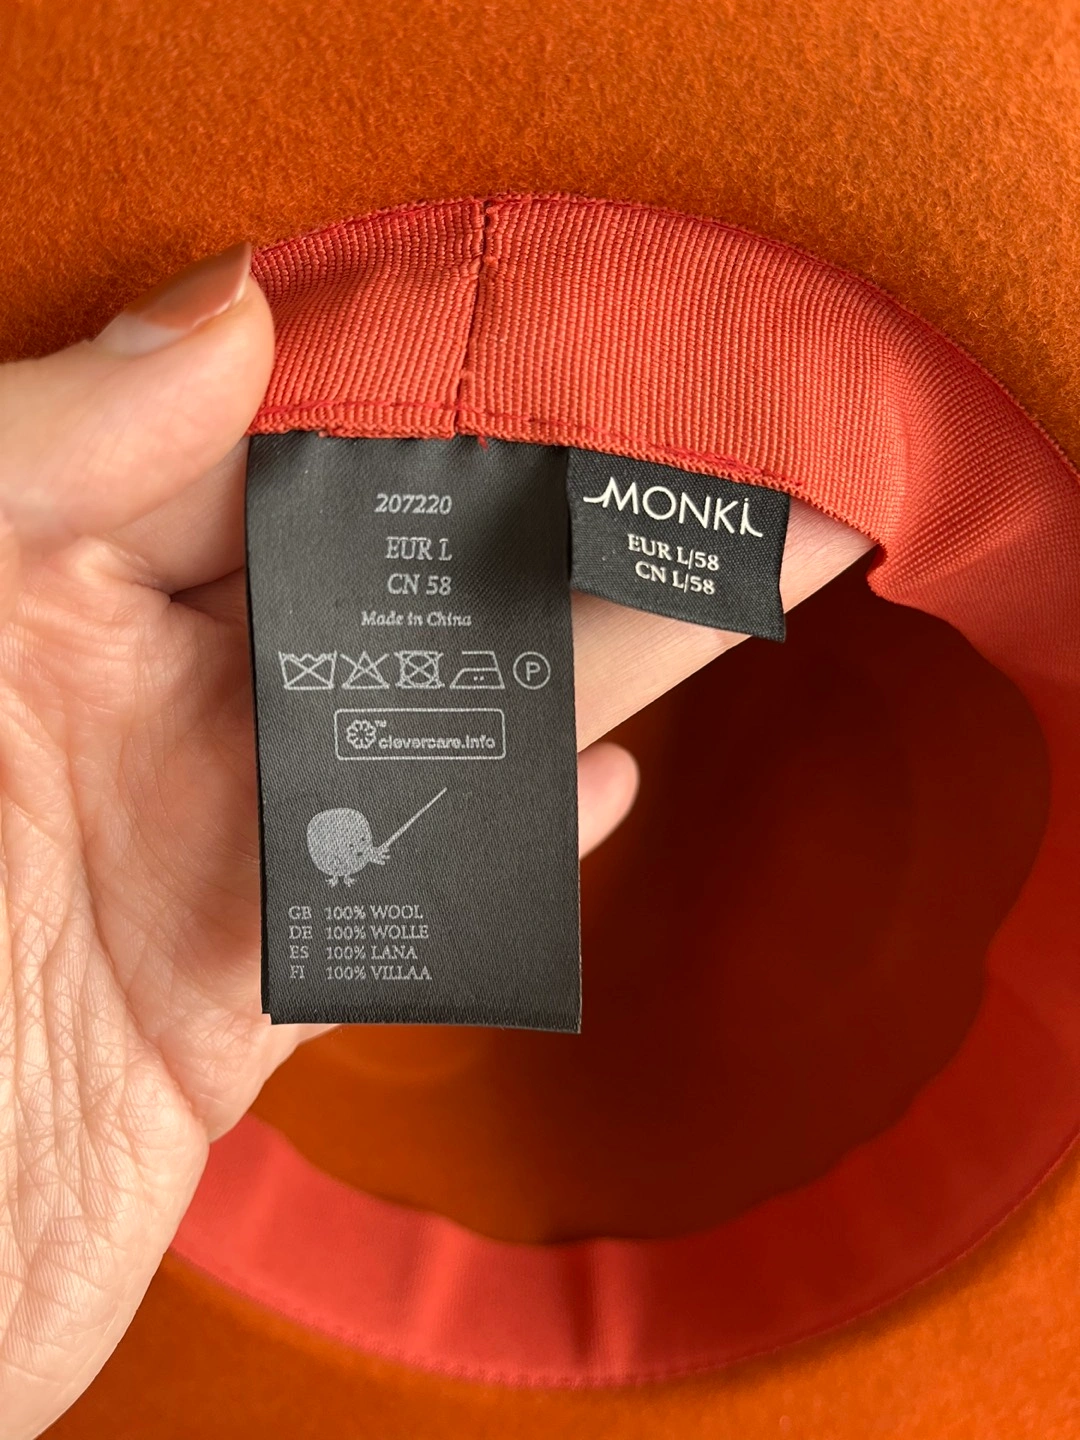 207220
EUR L
CN 58
Made in China
P
™
clevercare.info
GB 100% WOOL
DE 100% WOLLE
ES 100% LANA
FI 100% VILLAA
MONKI
EUR L/58
CN L/58